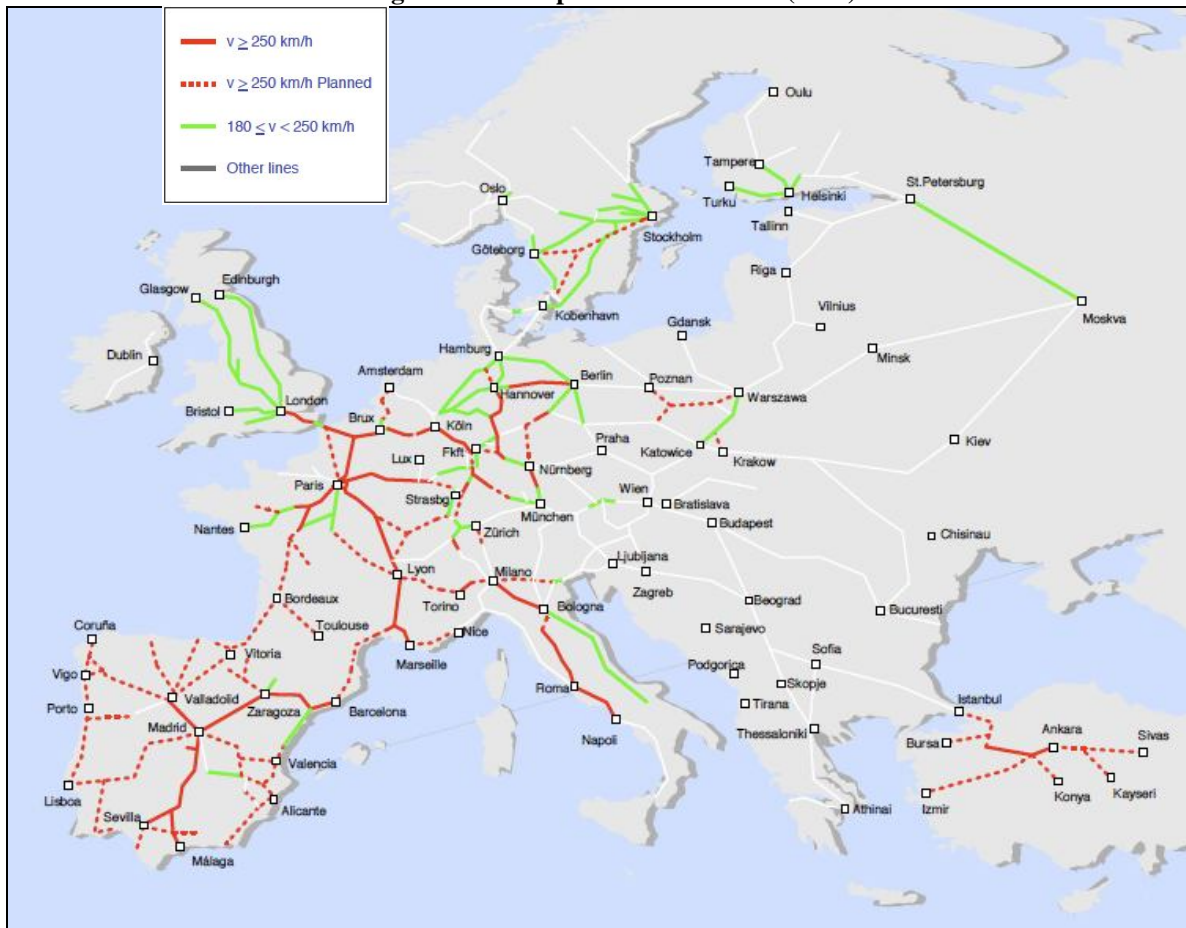 v ≥ 250 km/h
v ≥ 250 km/h Planned
180 ≤ v < 250 km/h
Other lines
Oulu
Tampere
Turku
Helsinki
St.Petersburg
Oslo
Stockholm
Tallinn
Göteborg
Riga
Edinburgh
Glasgow
Kobenhavn
Vilnius
Moskva
Gdansk
Minsk
Dublin
Hamburg
Amsterdam
Berlin
Poznan
Hannover
Warszawa
Bristol
London
Brux
Köln
Praha
Katowice
Krakow
Kiev
Lux
Fkft
Nürnberg
Paris
Strasbg
Wien
Bratislava
München
Budapest
Nantes
Zürich
Chisinau
Ljubijana
Lyon
Milano
Zagreb
Torino
Bologna
Beograd
Bucuresti
Bordeaux
Coruña
Toulouse
Nice
Sarajevo
Vitoria
Marseille
Sofia
Vigo
Podgorica
Valladolid
Roma
Skopje
Istanbul
Porto
Zaragoza
Barcelona
Tirana
Madrid
Napoli
Thessaloniki
Bursa
Ankara
Sivas
Valencia
Lisboa
Alicante
Izmir
Konya
Kayseri
Sevilla
Athinai
Málaga